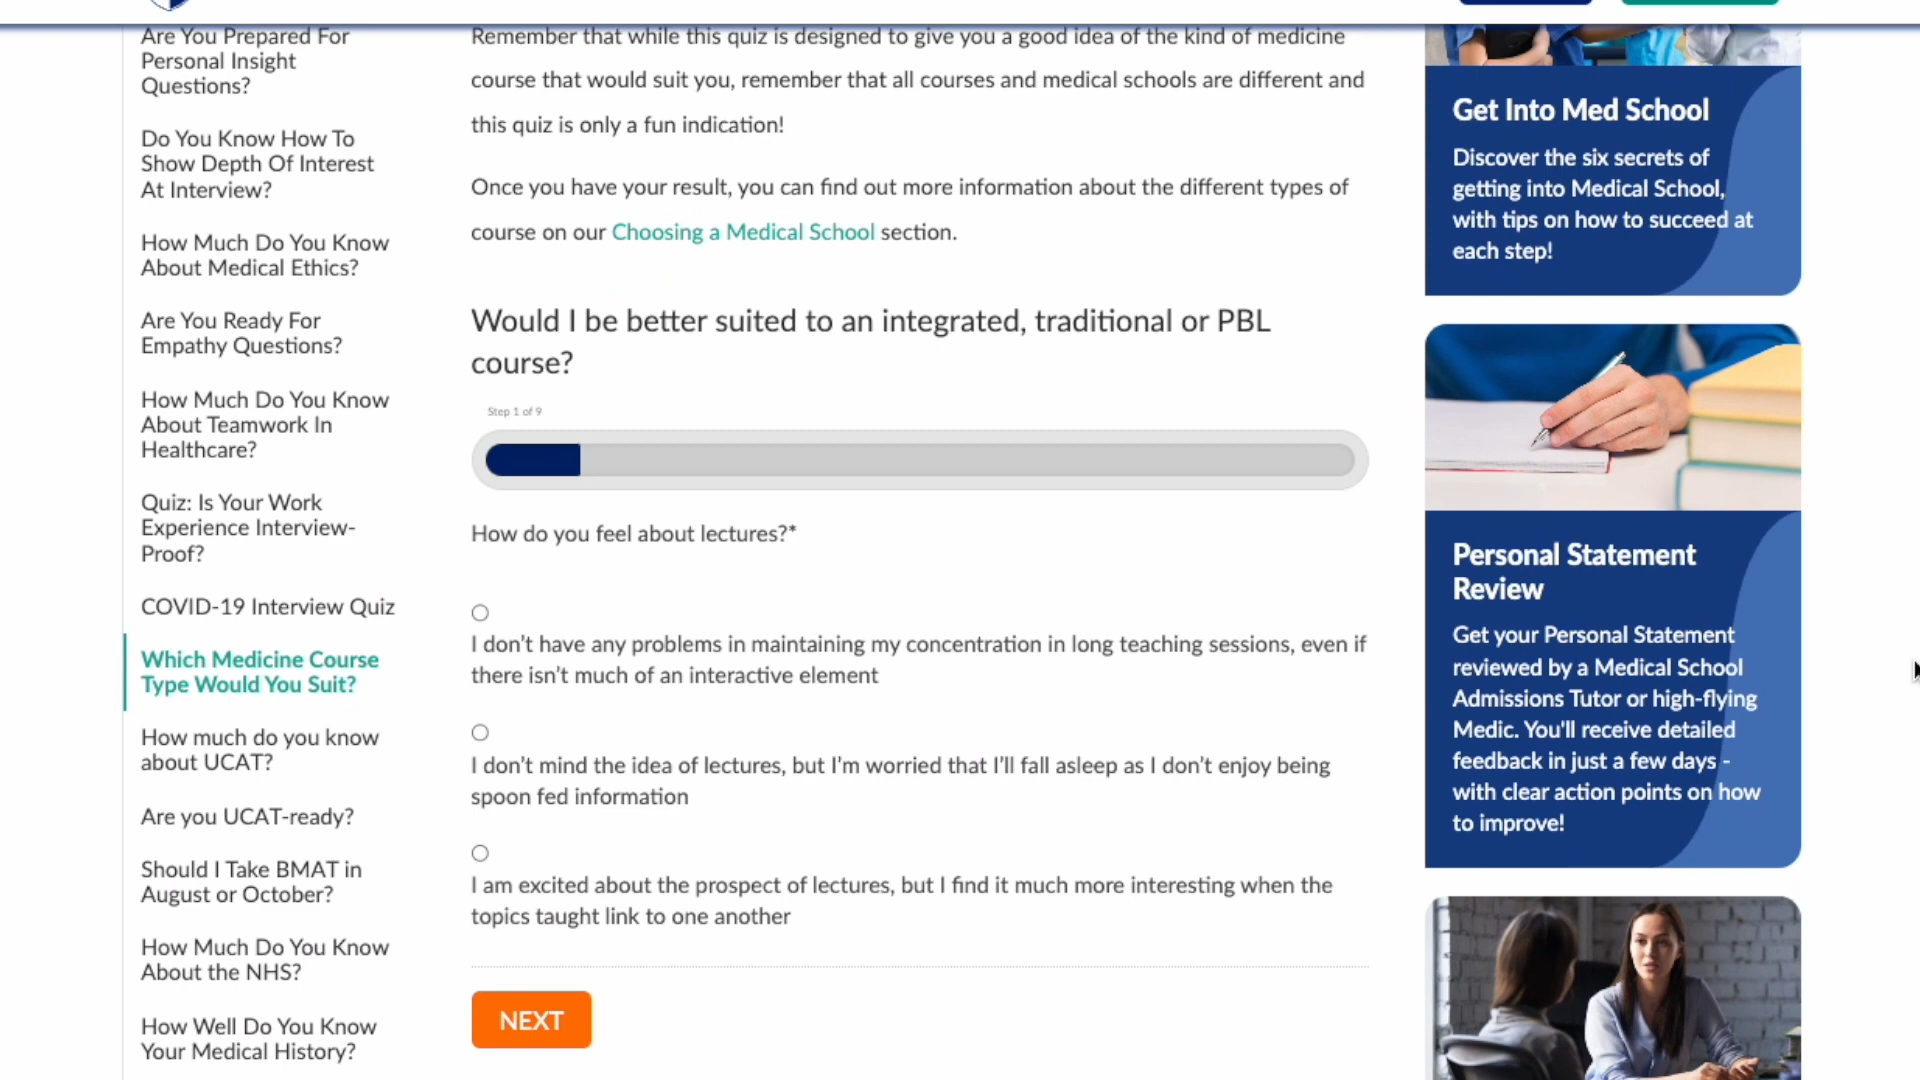 Are You Prepared For
Personal Insight
Questions?
Do You Know How To
Show Depth Of Interest
At Interview?
How Much Do You Know
About Medical Ethics?
Are You Ready For
Empathy Questions?
How Much Do You Know
About Teamwork In
Healthcare?
Quiz: Is Your Work
Experience Interview-
Proof?
COVID-19 Interview Quiz
Which Medicine Course
Type Would You Suit?
How much do you know
about UCAT?
Are you UCAT-ready?
Should I Take BMAT in
August or October?
How Much Do You Know
About the NHS?
How Well Do You Know
Your Medical History?
Remember that while this quiz is designed to give you a good idea of the kind of medicine
course that would suit you, remember that all courses and medical schools are different and
this quiz is only a fun indication!
Once you have your result, you can find out more information about the different types of
course on our Choosing a Medical School section.
Would I be better suited to an integrated, traditional or PBL
course?
Step 1 of 9
How do you feel about lectures?*
I don’t have any problems in maintaining my concentration in long teaching sessions, even if
there isn’t much of an interactive element
I don’t mind the idea of lectures, but I’m worried that I’ll fall asleep as I don’t enjoy being
spoon fed information
I am excited about the prospect of lectures, but I find it much more interesting when the
topics taught link to one another
NEXT
Get Into Med School
Discover the six secrets of
getting into Medical School,
with tips on how to succeed at
each step!
Personal Statement
Review
Get your Personal Statement
reviewed by a Medical School
Admissions Tutor or high-flying
Medic. You'll receive detailed
feedback in just a few days -
with clear action points on how
to improve!